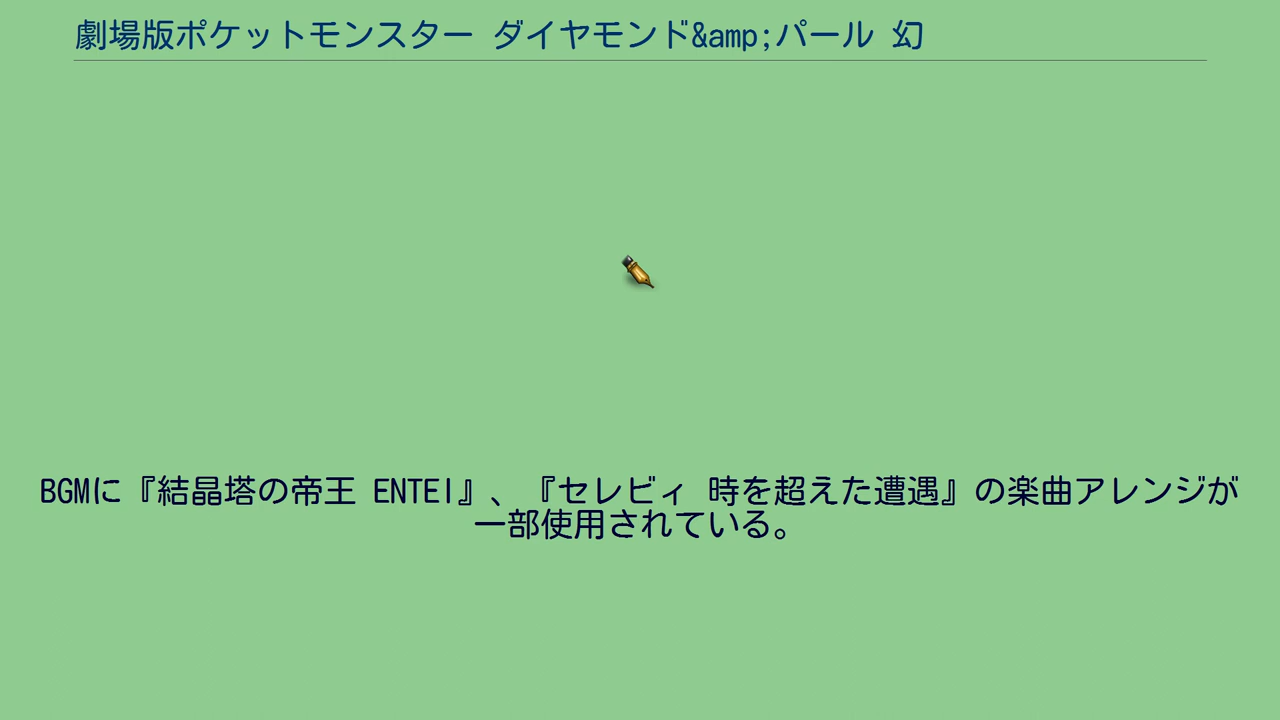 劇場版ポケットモンスター ダイヤモンド&amp;パール 幻
BGMに『結晶塔の帝王 ENTEI』、『セレビィ 時を超えた遭遇』の楽曲アレンジが
一部使用されている。